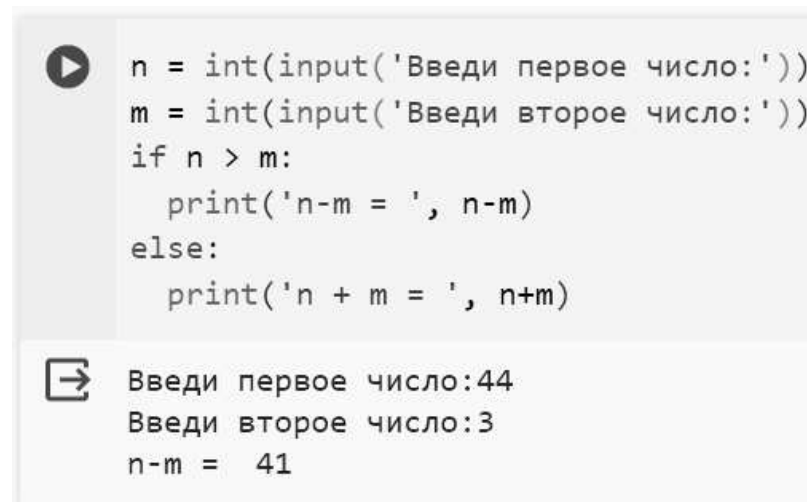 n = int(input('Введи первое число:'))
m = int(input('Введи второе число:'))
if n > m:
  print('n-m = ', n-m)
else:
  print('n + m = ', n+m)
Введи первое число:44
Введи второе число:3
n-m =  41